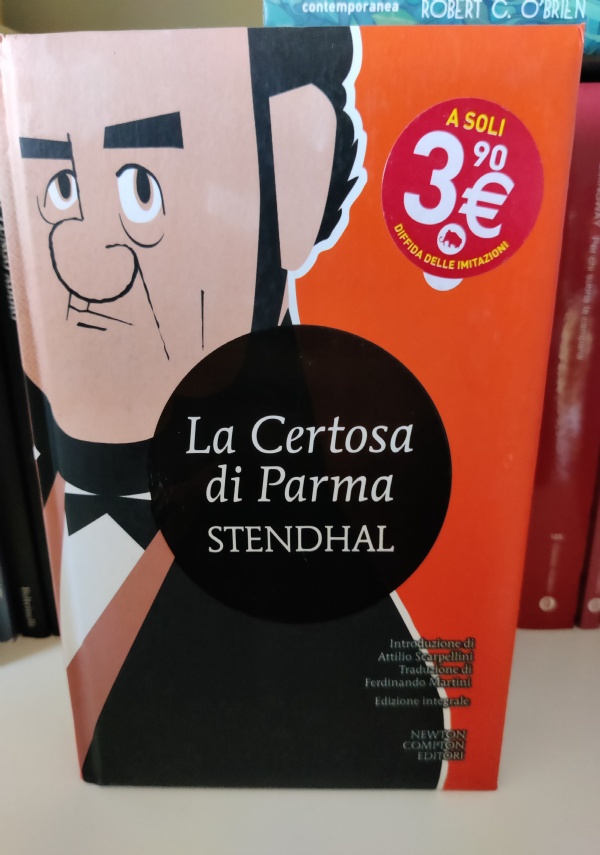 contemporanea
ROBERT C. O'BRIEN
A SOLI
3,90 €
DIFFIDA DELLE IMITAZIONI
La Certosa
di Parma
STENDHAL
Introduzione di
Attilio Scarpellini
Traduzione di
Ferdinando Martini
Edizione integrale
NEWTON
COMPTON
EDITORI